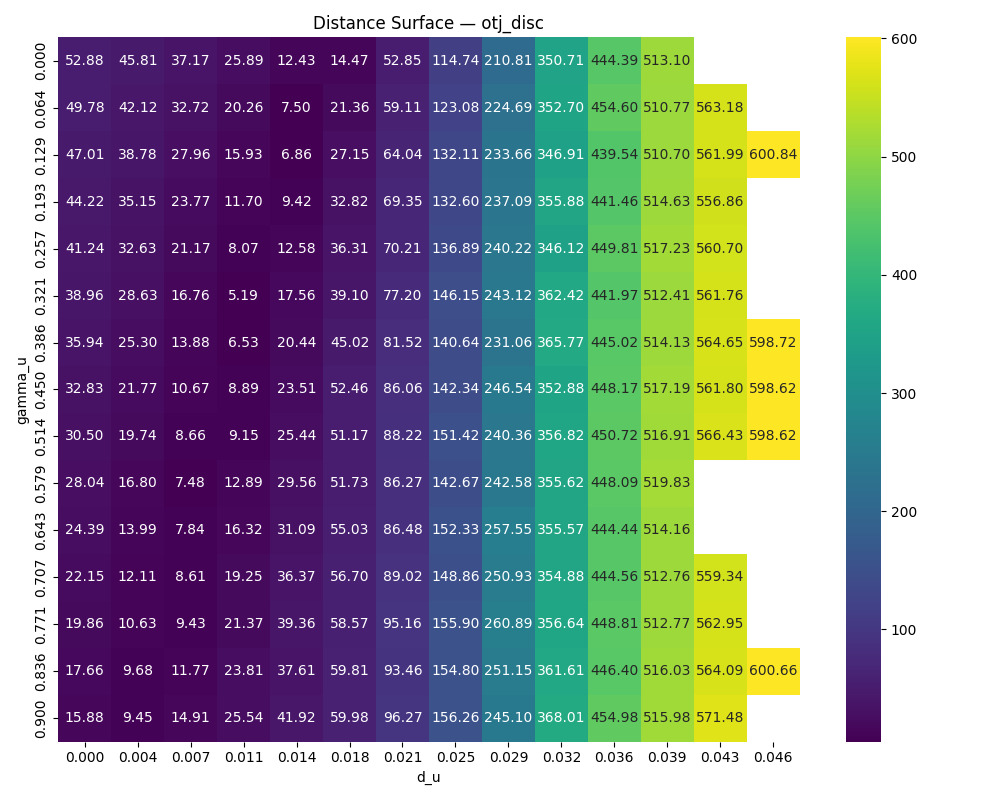 Distance Surface — otj_disc
0.000 52.88 45.81 37.17 25.89 12.43 14.47 52.85 114.74 210.81 350.71 444.39 513.10
0.064 49.78 42.12 32.72 20.26 7.50 21.36 59.11 123.08 224.69 352.70 454.60 510.77 563.18
0.129 47.01 38.78 27.96 15.93 6.86 27.15 64.04 132.11 233.66 346.91 439.54 510.70 561.99 600.84
0.193 44.22 35.15 23.77 11.70 9.42 32.82 69.35 132.60 237.09 355.88 441.46 514.63 556.86
0.257 41.24 32.63 21.17 8.07 12.58 36.31 70.21 136.89 240.22 346.12 449.81 517.23 560.70
0.321 38.96 28.63 16.76 5.19 17.56 39.10 77.20 146.15 243.12 362.42 441.97 512.41 561.76
0.386 35.94 25.30 13.88 6.53 20.44 45.02 81.52 140.64 231.06 365.77 445.02 514.13 564.65 598.72
0.450 32.83 21.77 10.67 8.89 23.51 52.46 86.06 142.34 246.54 352.88 448.17 517.19 561.80 598.62
0.514 30.50 19.74 8.66 9.15 25.44 51.17 88.22 151.42 240.36 356.82 450.72 516.91 566.43 598.62
0.579 28.04 16.80 7.48 12.89 29.56 51.73 86.27 142.67 242.58 355.62 448.09 519.83
0.643 24.39 13.99 7.84 16.32 31.09 55.03 86.48 152.33 257.55 355.57 444.44 514.16
0.707 22.15 12.11 8.61 19.25 36.37 56.70 89.02 148.86 250.93 354.88 444.56 512.76 559.34
0.771 19.86 10.63 9.43 21.37 39.36 58.57 95.16 155.90 260.89 356.64 448.81 512.77 562.95
0.836 17.66 9.68 11.77 23.81 37.61 59.81 93.46 154.80 251.15 361.61 446.40 516.03 564.09 600.66
0.900 15.88 9.45 14.91 25.54 41.92 59.98 96.27 156.26 245.10 368.01 454.98 515.98 571.48
0.000 0.004 0.007 0.011 0.014 0.018 0.021 0.025 0.029 0.032 0.036 0.039 0.043 0.046
d_u
gamma_u
600
500
400
300
200
100